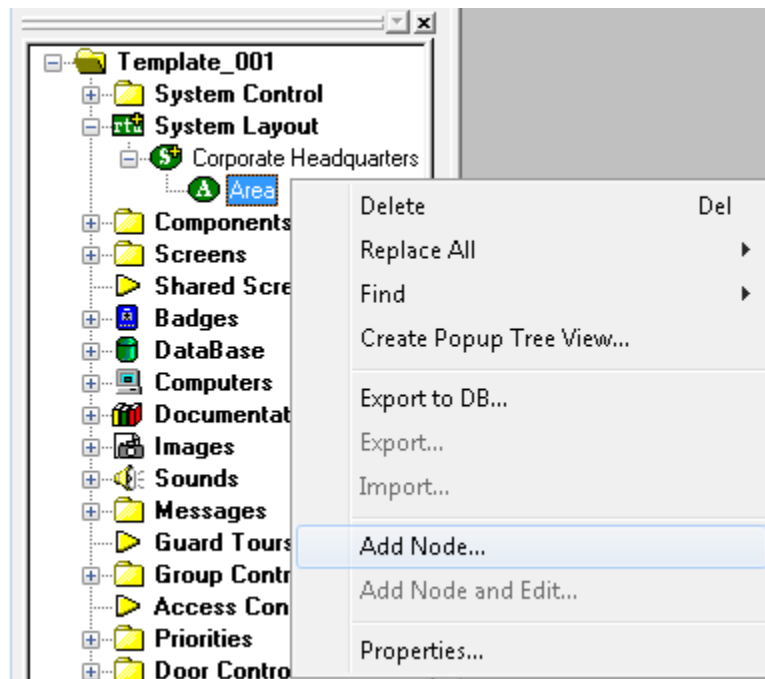 Template_001
System Control
rtu System Layout
S Corporate Headquarters
A Area
Components
Screens
Shared Scre
Badges
DataBase
Computers
Documentat
Images
Sounds
Messages
Guard Tours
Group Contr
Access Con
Priorities
Door Contro
Delete Del
Replace All
Find
Create Popup Tree View...
Export to DB...
Export...
Import...
Add Node...
Add Node and Edit...
Properties...